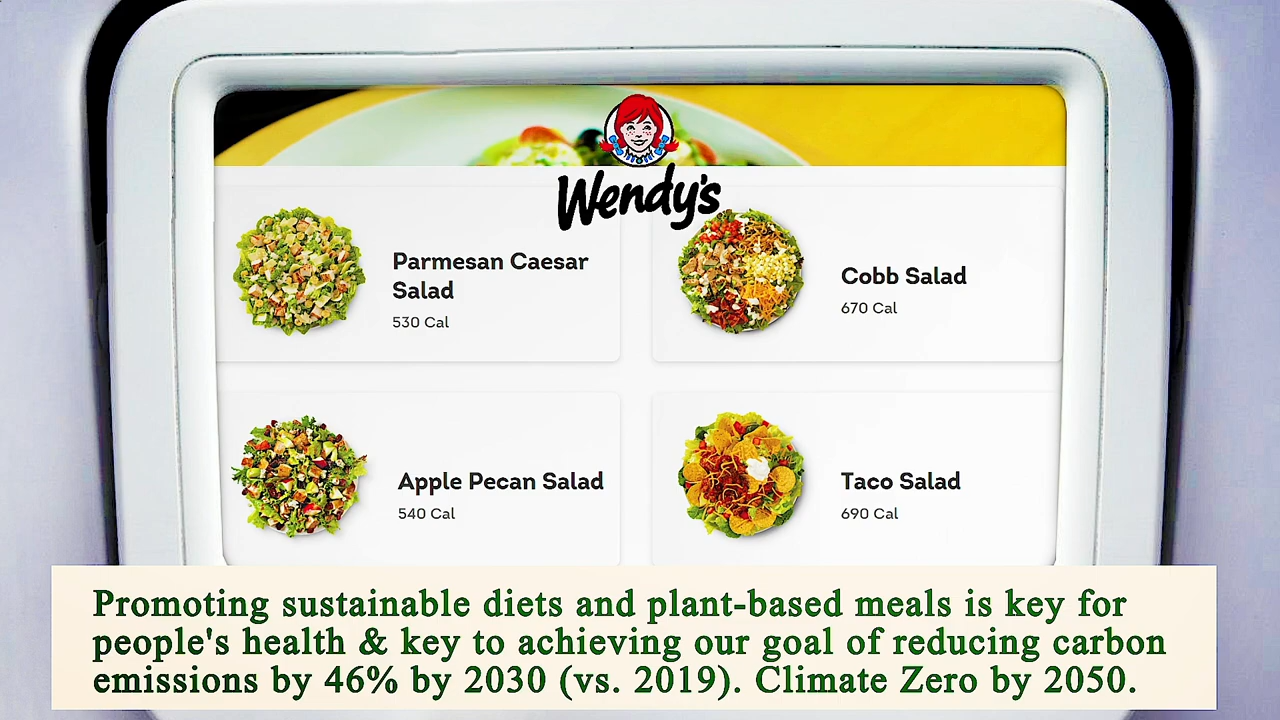 Wendy's
Parmesan Caesar
Salad
530 Cal
Cobb Salad
670 Cal
Apple Pecan Salad
540 Cal
Taco Salad
690 Cal
Promoting sustainable diets and plant-based meals is key for
people's health & key to achieving our goal of reducing carbon
emissions by 46% by 2030 (vs. 2019). Climate Zero by 2050.